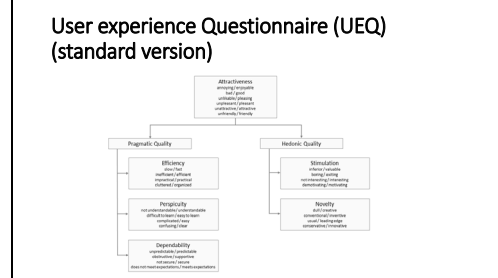 User experience Questionnaire (UEQ)
(standard version)
Attractiveness
annoying / enjoyable
bad / good
unlikable / pleasing
unpleasant / pleasant
unattractive / attractive
unfriendly / friendly
Pragmatic Quality
Hedonic Quality
Efficiency
slow / fast
inefficient / efficient
impractical / practical
cluttered / organized
Stimulation
inferior / valuable
boring / exiting
not interesting / interesting
demotivating / motivating
Perspicuity
not understandable / understandable
difficult to learn / easy to learn
complicated / easy
confusing / clear
Novelty
dull / creative
conventional / inventive
usual / leading edge
conservative / innovative
Dependability
unpredictable / predictable
obstructive / supportive
not secure / secure
does not meet expectations / meets expectations